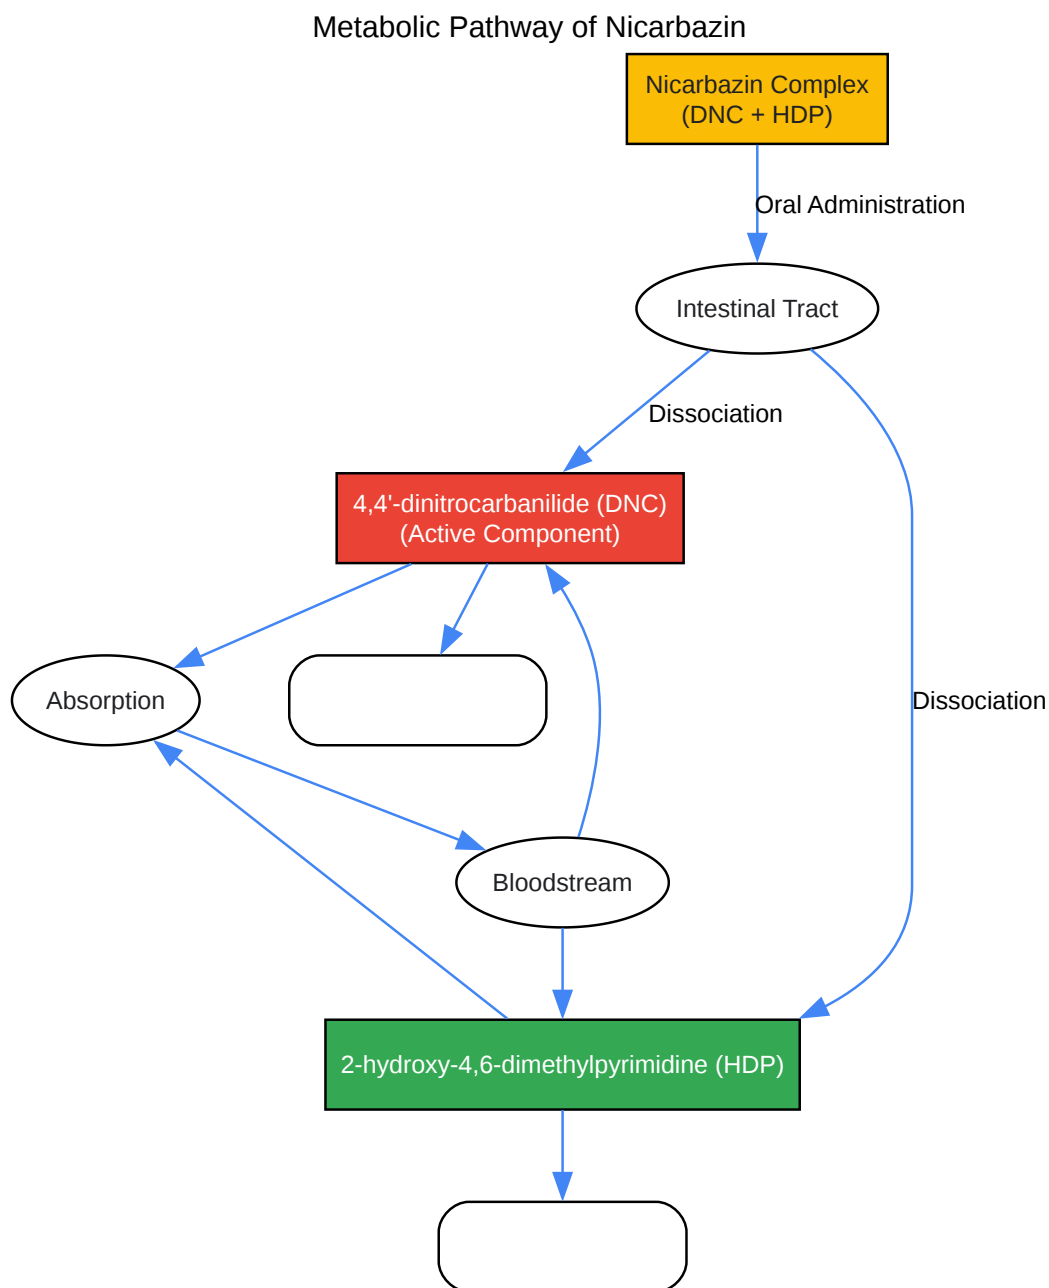 Metabolic Pathway of Nicarbazin
Nicarbazin Complex
(DNC + HDP)
Oral Administration
Intestinal Tract
Dissociation
4,4'-dinitrocarbanilide (DNC)
(Active Component)
Absorption
Dissociation
Bloodstream
2-hydroxy-4,6-dimethylpyrimidine (HDP)